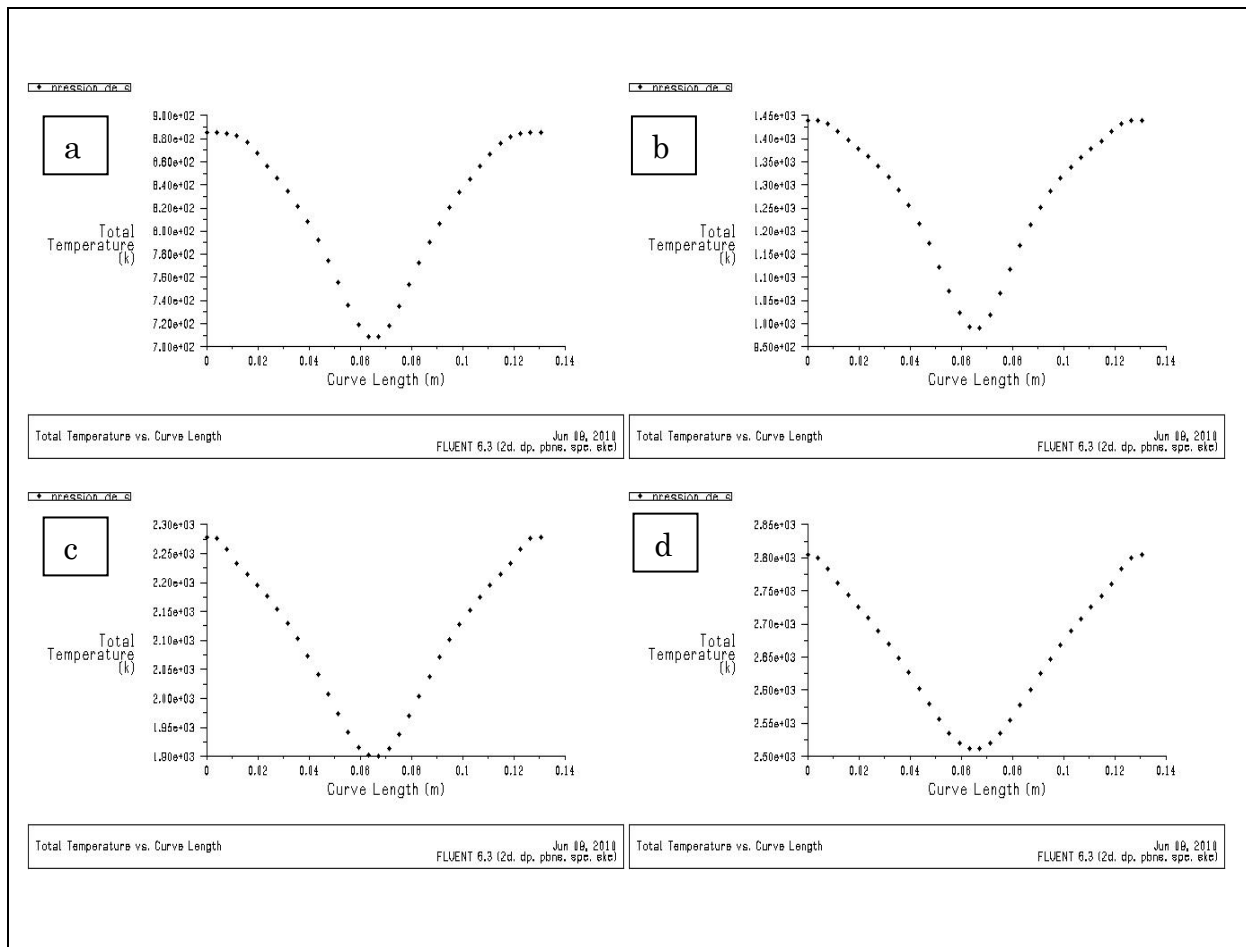 pression de s
a
9.00e+02
8.80e+02
8.60e+02
8.40e+02
8.20e+02
8.00e+02
7.80e+02
7.60e+02
7.40e+02
7.20e+02
7.00e+02
Total
Temperature
(k)
0 0.02 0.04 0.06 0.08 0.1 0.12 0.14
Curve Length (m)
Total Temperature vs. Curve Length
Jun 09, 2010
FLUENT 6.3 (2d, dp, pbns, spe, ske)
pression de s
b
1.45e+03
1.40e+03
1.35e+03
1.30e+03
1.25e+03
1.20e+03
1.15e+03
1.10e+03
1.05e+03
1.00e+03
9.50e+02
Total
Temperature
(k)
0 0.02 0.04 0.06 0.08 0.1 0.12 0.14
Curve Length (m)
Total Temperature vs. Curve Length
Jun 09, 2010
FLUENT 6.3 (2d, dp, pbns, spe, ske)
pression de s
c
2.30e+03
2.25e+03
2.20e+03
2.15e+03
2.10e+03
2.05e+03
2.00e+03
1.95e+03
1.90e+03
Total
Temperature
(k)
0 0.02 0.04 0.06 0.08 0.1 0.12 0.14
Curve Length (m)
Total Temperature vs. Curve Length
Jun 09, 2010
FLUENT 6.3 (2d, dp, pbns, spe, ske)
pression de s
d
2.85e+03
2.80e+03
2.75e+03
2.70e+03
2.65e+03
2.60e+03
2.55e+03
2.50e+03
Total
Temperature
(k)
0 0.02 0.04 0.06 0.08 0.1 0.12 0.14
Curve Length (m)
Total Temperature vs. Curve Length
Jun 09, 2010
FLUENT 6.3 (2d, dp, pbns, spe, ske)